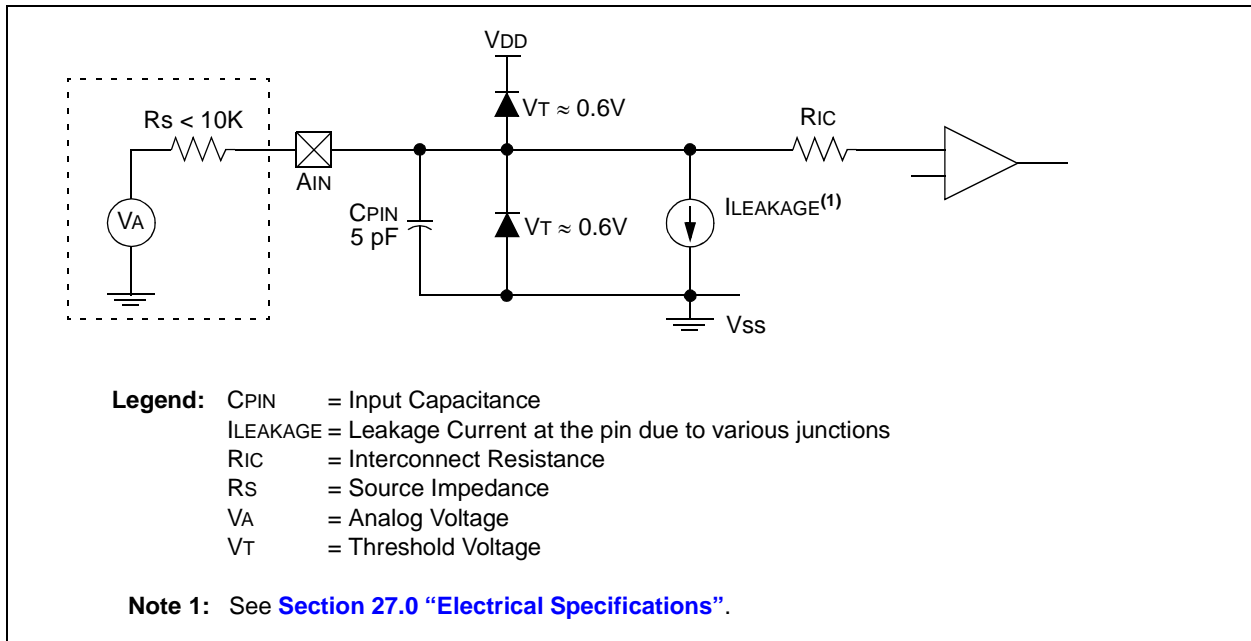 VDD
Rs < 10K
VT ≈ 0.6V
RIC
AIN
VA
CPIN
5 pF
VT ≈ 0.6V
ILEAKAGE(1)
Vss
Legend: CPIN = Input Capacitance
ILEAKAGE = Leakage Current at the pin due to various junctions
RIC = Interconnect Resistance
RS = Source Impedance
VA = Analog Voltage
VT = Threshold Voltage
Note 1: See Section 27.0 “Electrical Specifications”.